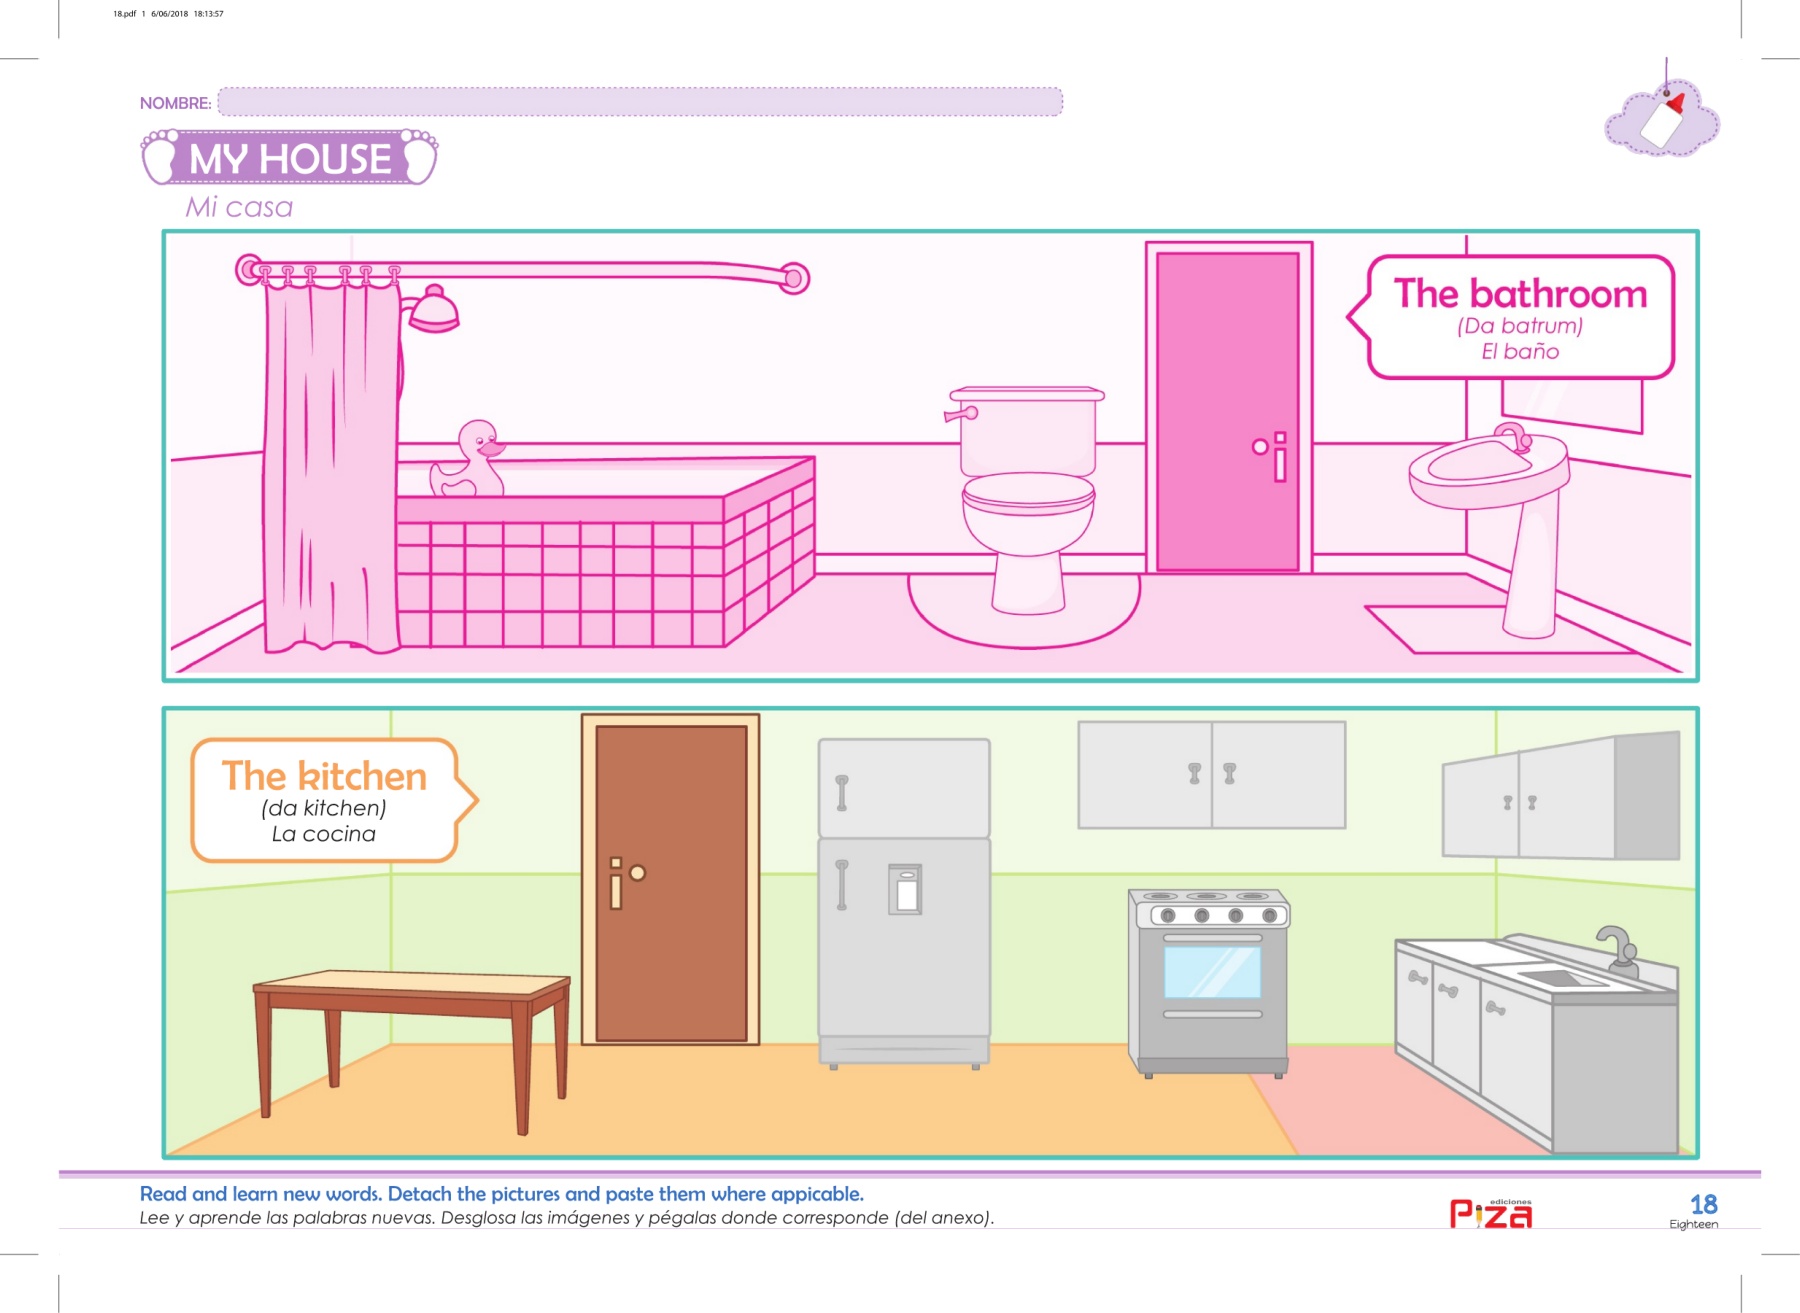 18.pdf 1 6/06/2018 18:13:57
NOMBRE:
MY HOUSE
Mi casa
The bathroom
(Da batrum)
El baño
The kitchen
(da kitchen)
La cocina
Read and learn new words. Detach the pictures and paste them where appicable.
Lee y aprende las palabras nuevas. Desglosa las imágenes y pégalas donde corresponde (del anexo).
ediciones
Piza
18
Eighteen